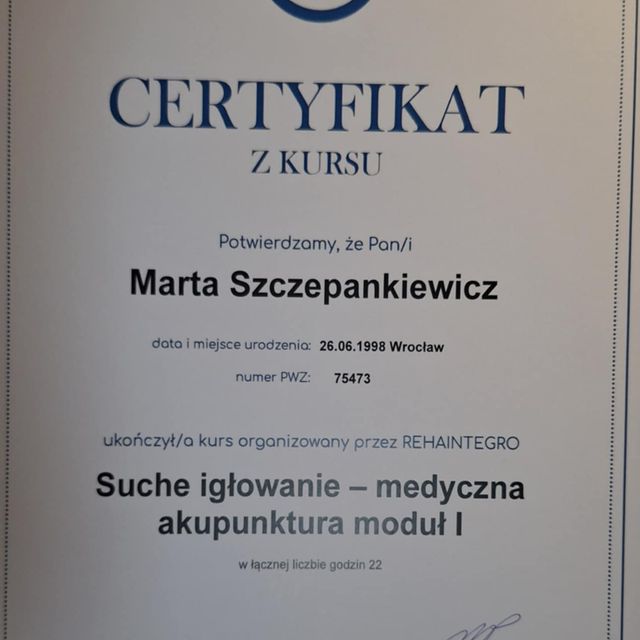 CERTYFIKAT
Z KURSU
Potwierdzamy, że Pan/i
Marta Szczepankiewicz
data i miejsce urodzenia: 26.06.1998 Wrocław
numer PWZ: 75473
ukończył/a kurs organizowany przez REHAINTEGRO
Suche igłowanie – medyczna
akupunktura moduł I
w łącznej liczbie godzin 22